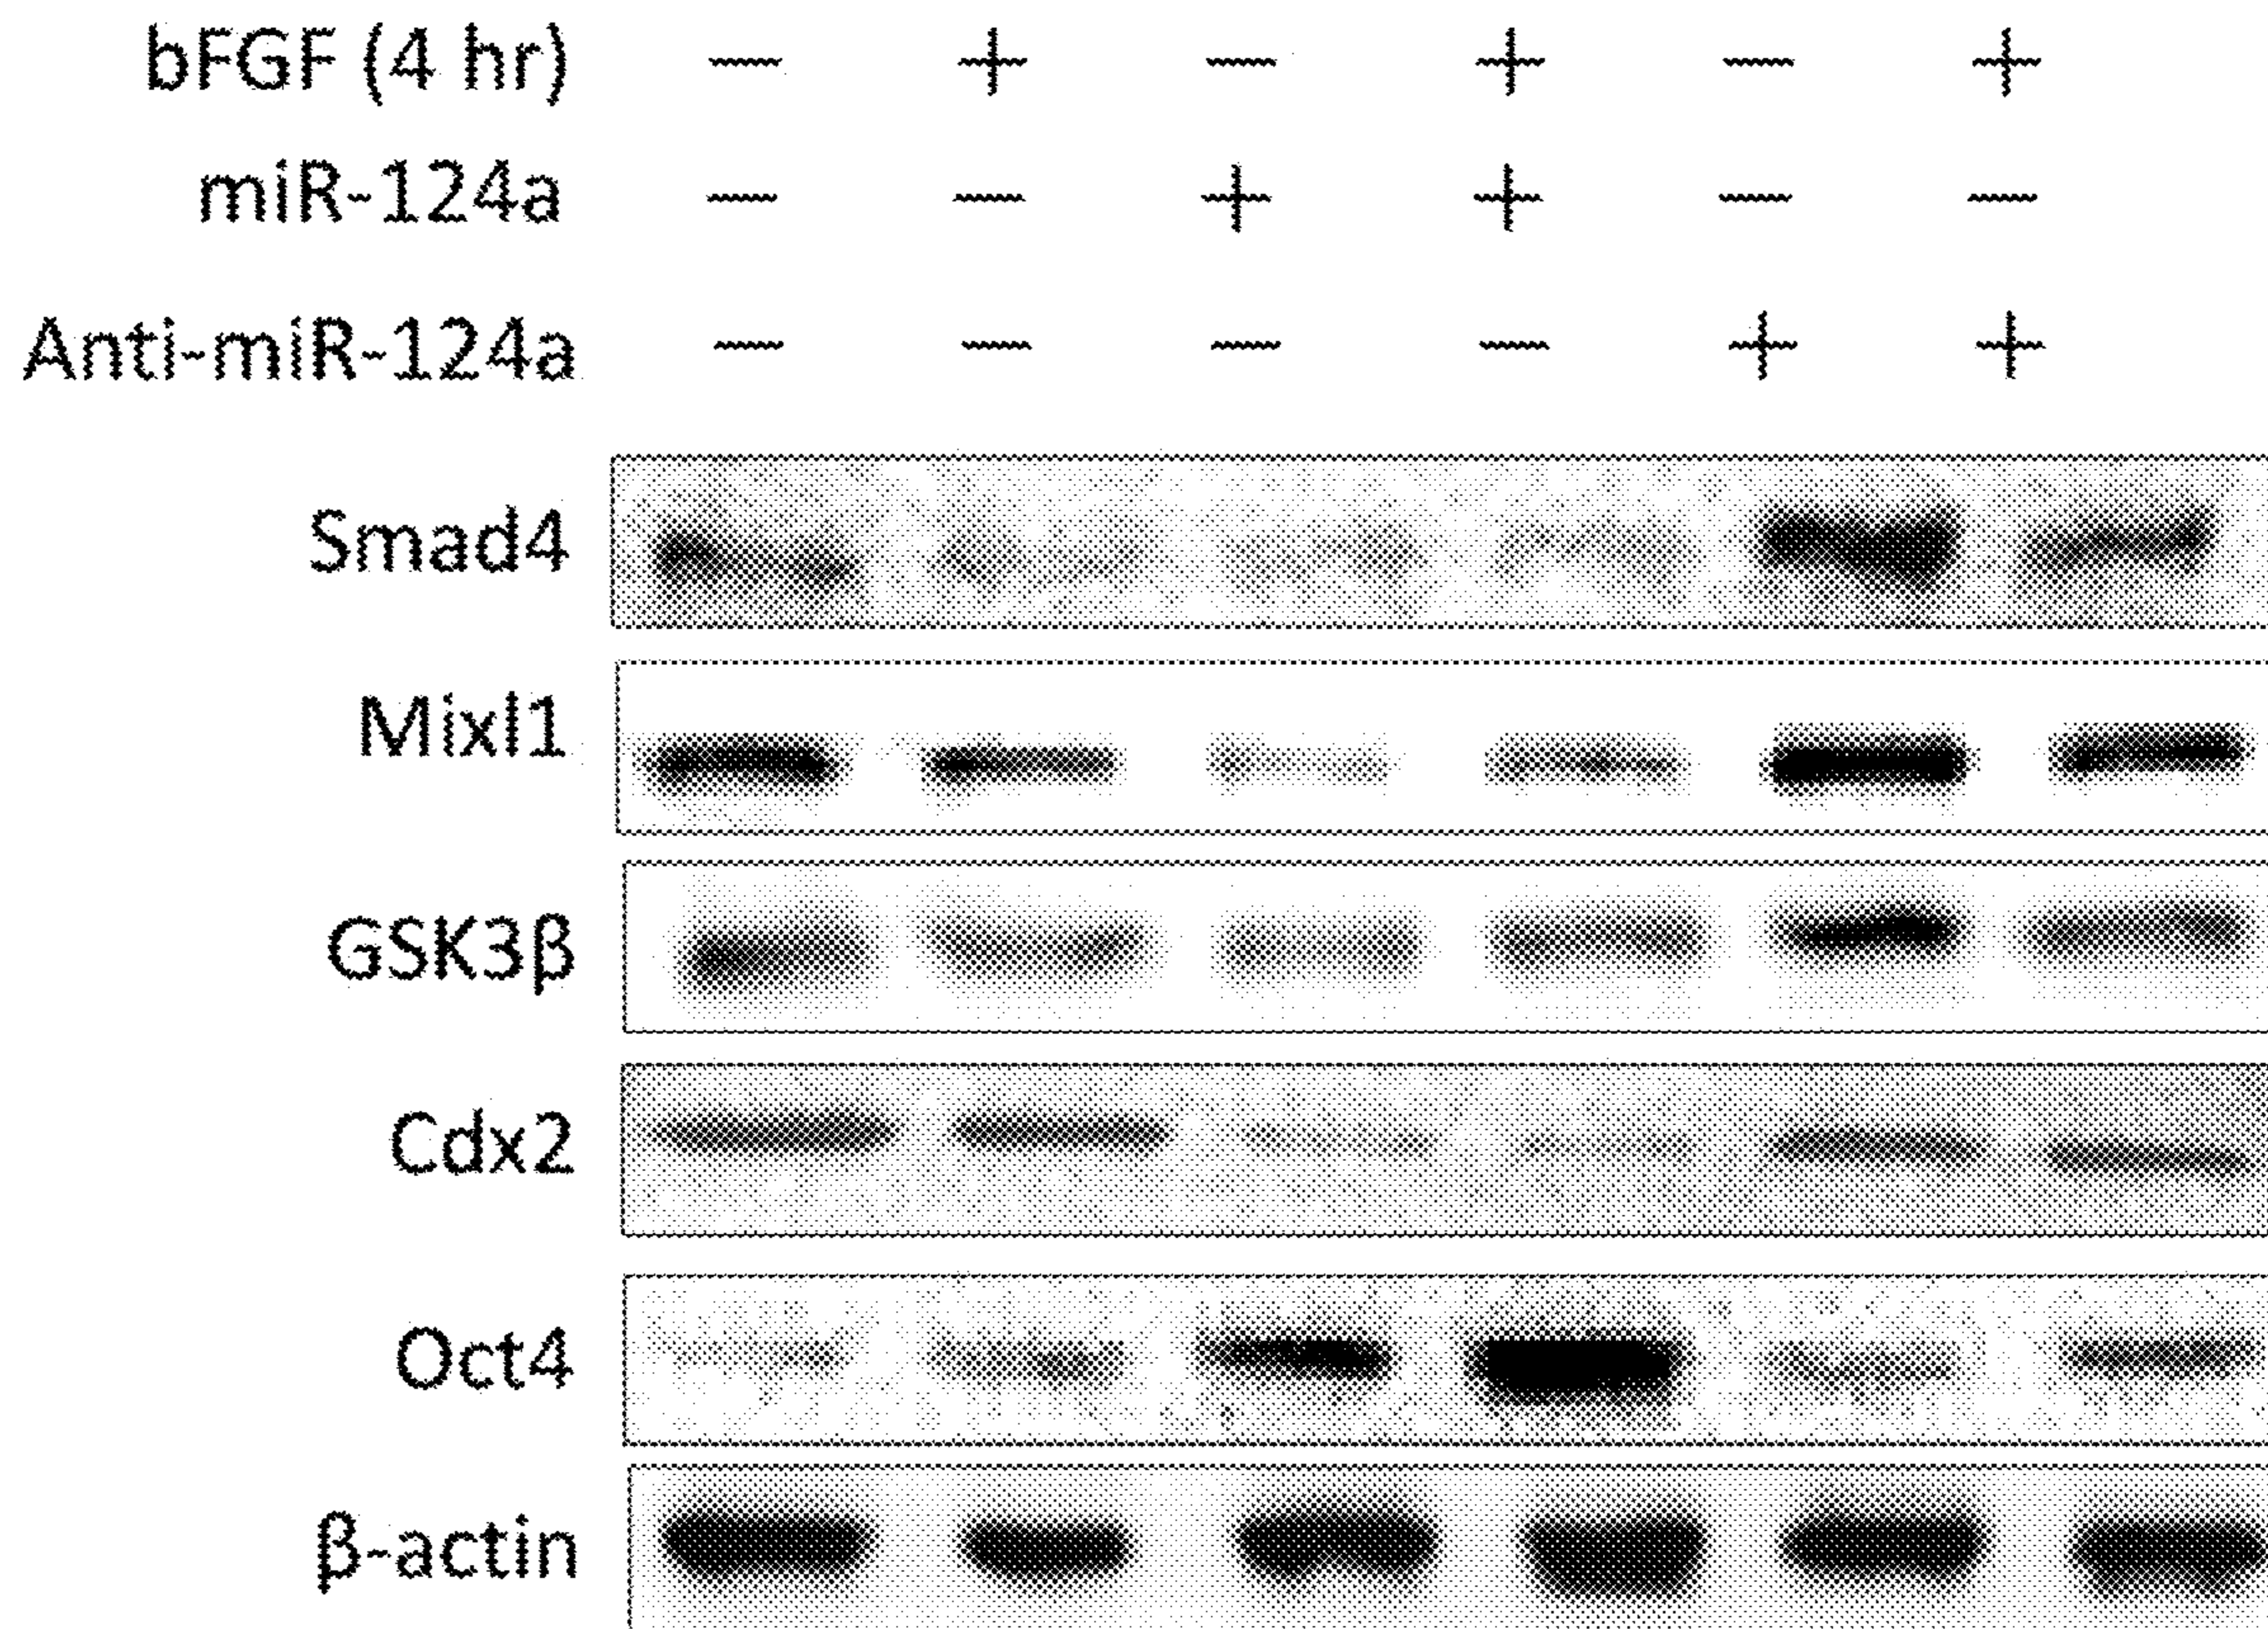 bFGF (4 hr) — + — + — +
miR-124a — — + + — —
Anti-miR-124a — — — — + +
Smad4
Mixl1
GSK3β
Cdx2
Oct4
β-actin